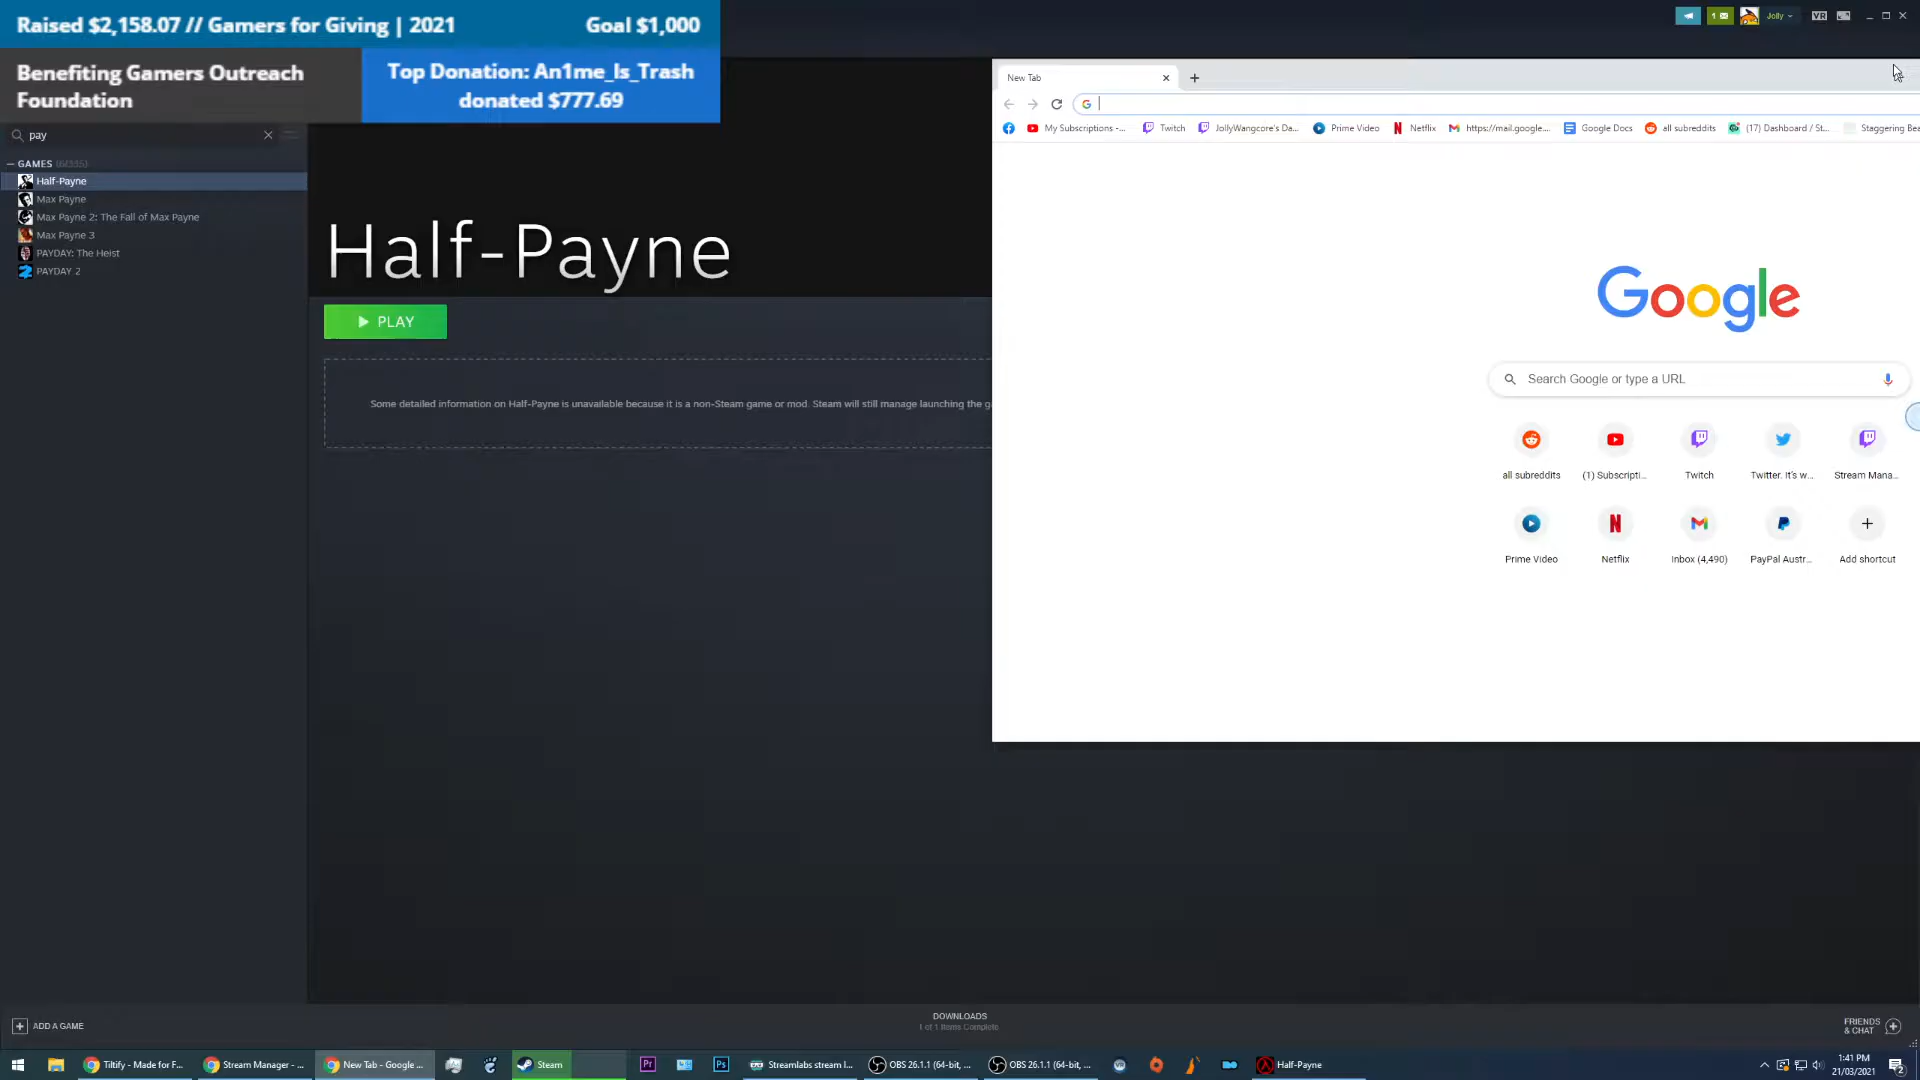 Raised $2,158.07 // Gamers for Giving | 2021
Goal $1,000
Benefiting Gamers Outreach
Foundation
Top Donation: An1me_Is_Trash
donated $777.69
Jolly
VR
pay
GAMES
Half-Payne
Max Payne
Max Payne 2: The Fall of Max Payne
Max Payne 3
PAYDAY: The Heist
PAYDAY 2
Half-Payne
PLAY
Some detailed information on Half-Payne is unavailable because it is a non-Steam game or mod. Steam will still manage launching the g
New Tab
My Subscriptions -...
Twitch
JollyWangcore's Da...
Prime Video
Netflix
https://mail.google....
Google Docs
all subreddits
(17) Dashboard / St...
Staggering Bea
Google
Search Google or type a URL
all subreddits
(1) Subscripti...
Twitch
Twitter. It's w...
Stream Mana...
Prime Video
Netflix
Inbox (4,490)
PayPal Austr...
Add shortcut
ADD A GAME
DOWNLOADS
1 of 1 Items Complete
FRIENDS
& CHAT
Tiltify - Made for F...
Stream Manager - ...
New Tab - Google ...
Steam
Pr
Ps
Streamlabs stream l...
OBS 26.1.1 (64-bit, ...
OBS 26.1.1 (64-bit, ...
Half-Payne
1:41 PM
21/03/2021